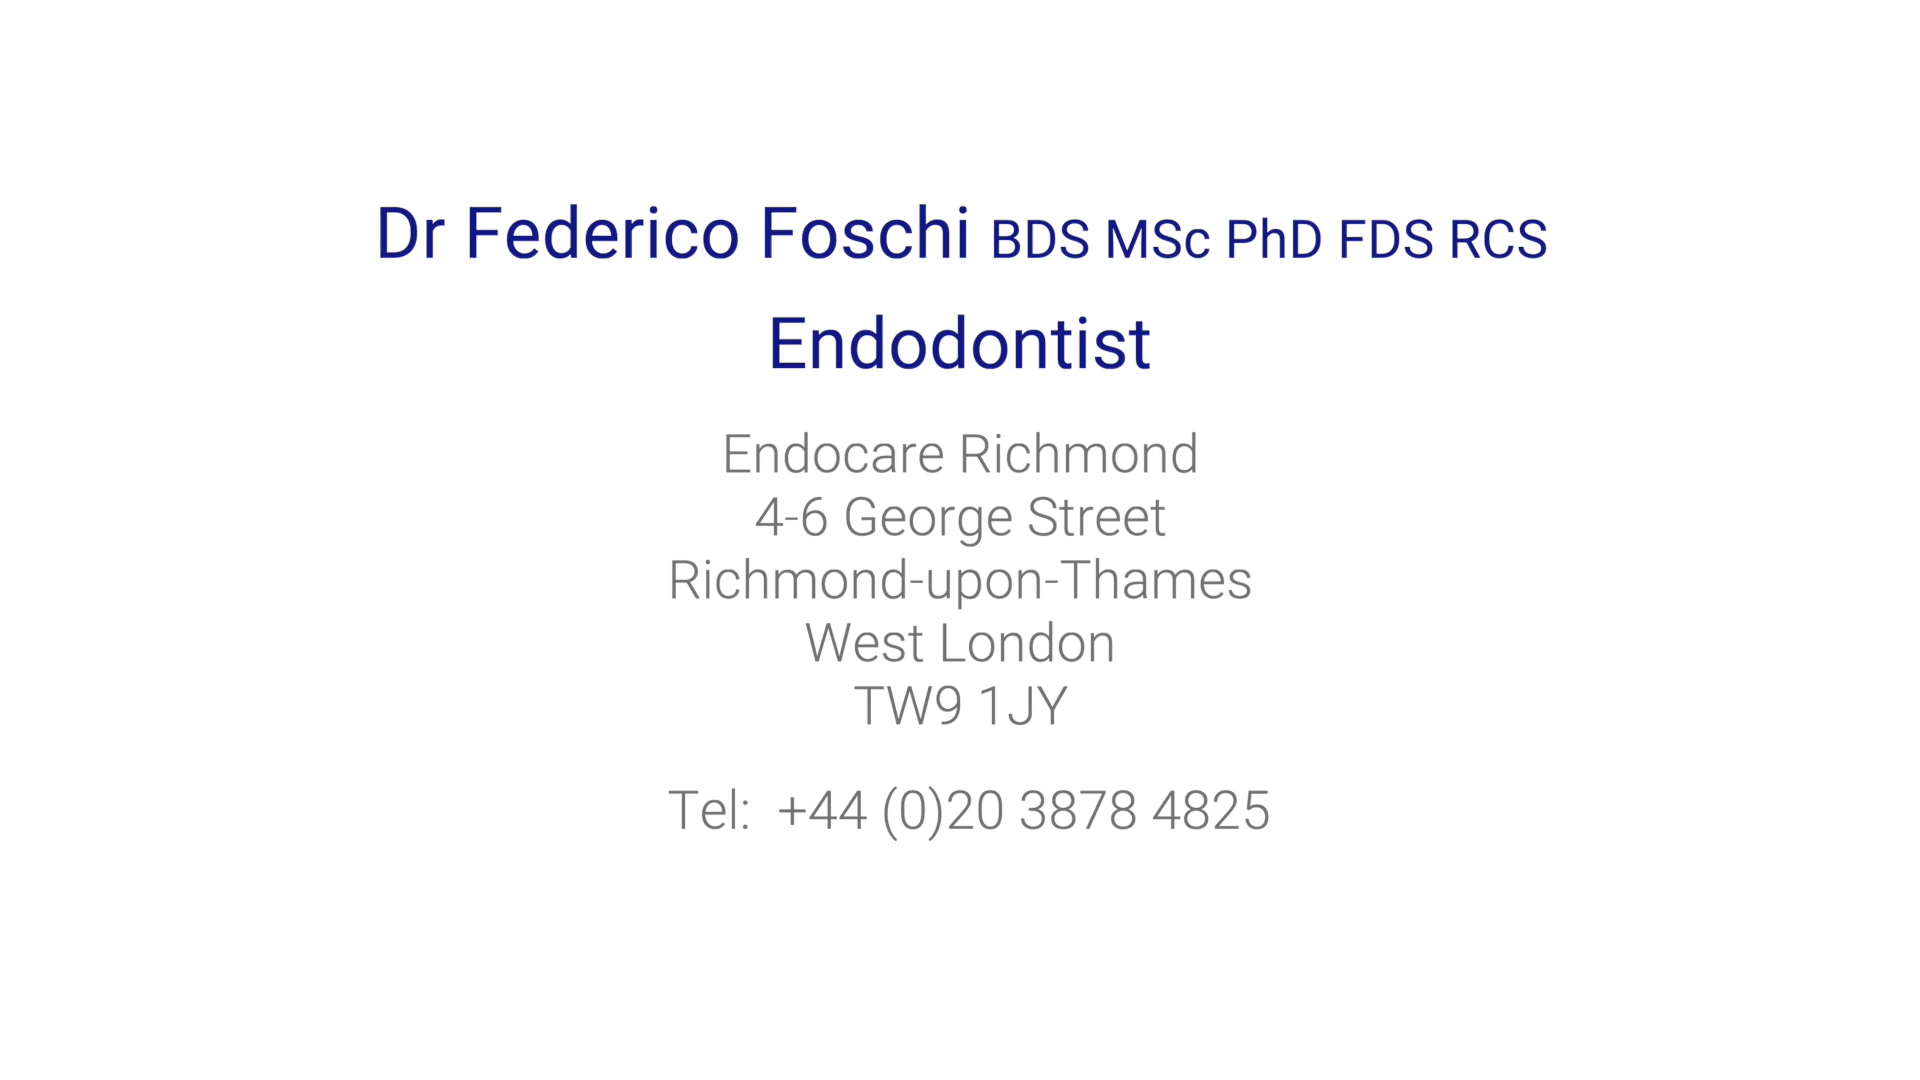 Dr Federico Foschi BDS MSc PhD FDS RCS
Endodontist
Endocare Richmond
4-6 George Street
Richmond-upon-Thames
West London
TW9 1JY
Tel:  +44 (0)20 3878 4825